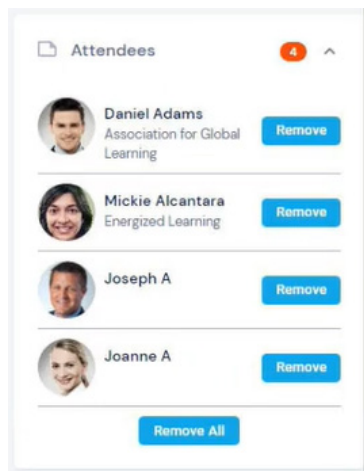 Attendees 4
Daniel Adams
Association for Global
Learning
Remove
Mickie Alcantara
Energized Learning
Remove
Joseph A
Remove
Joanne A
Remove
Remove All